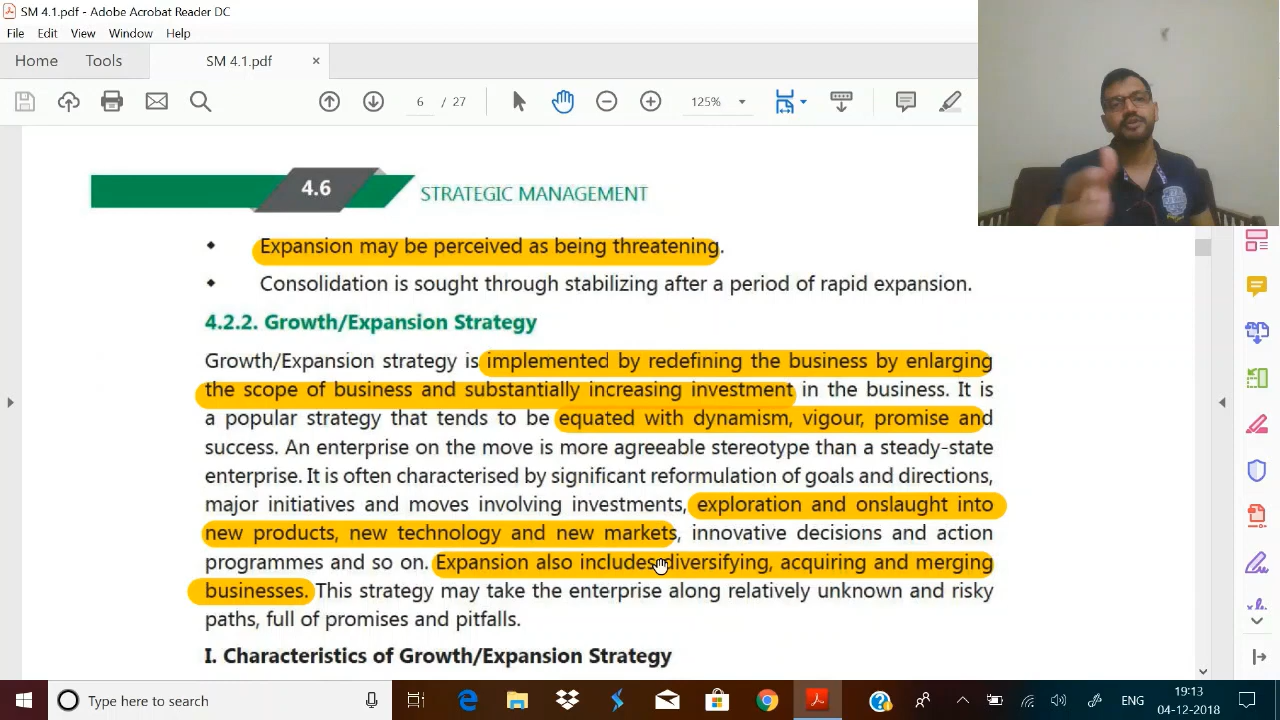 SM 4.1.pdf - Adobe Acrobat Reader DC
File Edit View Window Help
Home Tools SM 4.1.pdf ×
6 / 27 125%
4.6 STRATEGIC MANAGEMENT
Expansion may be perceived as being threatening.
Consolidation is sought through stabilizing after a period of rapid expansion.
4.2.2. Growth/Expansion Strategy
Growth/Expansion strategy is implemented by redefining the business by enlarging
the scope of business and substantially increasing investment in the business. It is
a popular strategy that tends to be equated with dynamism, vigour, promise and
success. An enterprise on the move is more agreeable stereotype than a steady-state
enterprise. It is often characterised by significant reformulation of goals and directions,
major initiatives and moves involving investments, exploration and onslaught into
new products, new technology and new markets, innovative decisions and action
programmes and so on. Expansion also includes diversifying, acquiring and merging
businesses. This strategy may take the enterprise along relatively unknown and risky
paths, full of promises and pitfalls.
I. Characteristics of Growth/Expansion Strategy
Type here to search
ENG
19:13
04-12-2018